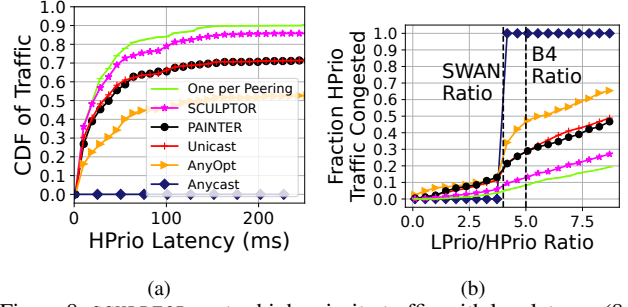 1.0
0.9
0.8
0.7
0.6
0.5
0.4
0.3
0.2
0.1
0.0
CDF of Traffic
0
100
200
HPrio Latency (ms)
One per Peering
SCULPTOR
PAINTER
Unicast
AnyOpt
Anycast
(a)
1.0
0.9
0.8
0.7
0.6
0.5
0.4
0.3
0.2
0.1
0.0
Fraction HPrio
Traffic Congested
SWAN
Ratio
B4
Ratio
0.0
2.5
5.0
7.5
LPrio/HPrio Ratio
(b)